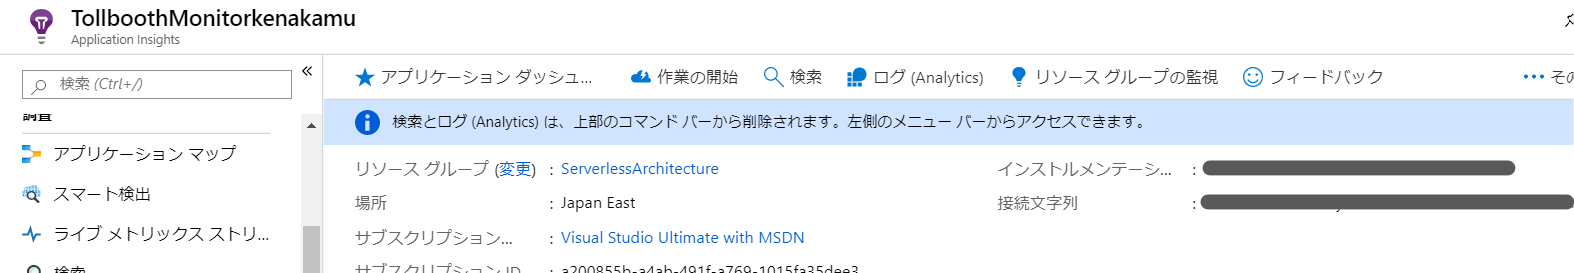 TollboothMonitorkenakamu
Application Insights
検索 (Ctrl+/)
«
調査
アプリケーション マップ
スマート検出
ライブ メトリックス ストリ...
検索
アプリケーション ダッシュ... 作業の開始 検索 ログ (Analytics) リソース グループの監視 フィードバック ... その
検索とログ (Analytics) は、上部のコマンド バーから削除されます。左側のメニュー バーからアクセスできます。
リソース グループ (変更) : ServerlessArchitecture
場所 : Japan East
サブスクリプション... : Visual Studio Ultimate with MSDN
サブスクリプション ID : a200855b-a4ab-491f-a769-1015fa35dee3
インストルメンテーシ... :
接続文字列 :